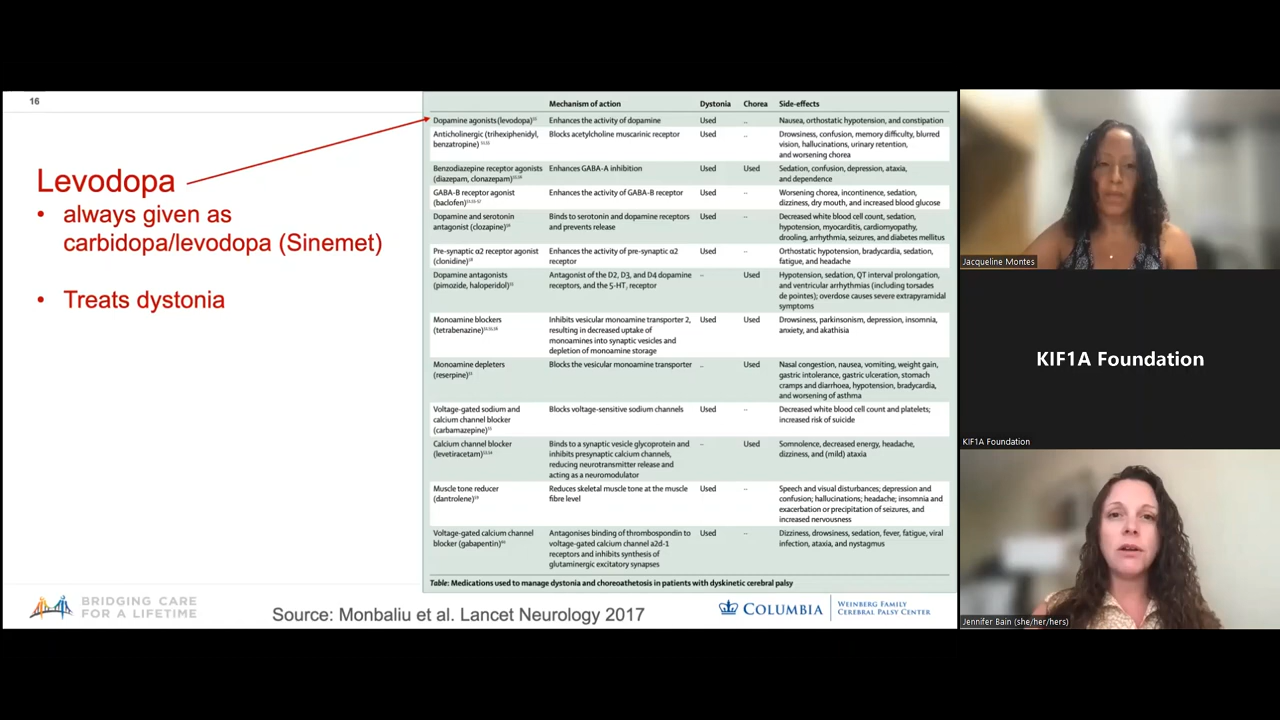 16
Levodopa
• always given as
carbidopa/levodopa (Sinemet)
• Treats dystonia
Mechanism of action Dystonia Chorea Side-effects
Dopamine agonists (levodopa) Enhances the activity of dopamine Used .. Nausea, orthostatic hypotension, and constipation
Anticholinergic (trihexiphenidyl, Blocks acetylcholine muscarinic receptor Used .. Drowsiness, confusion, memory difficulty, blurred
benzatropine) vision, hallucinations, urinary retention,
and worsening chorea
Benzodiazepine receptor agonists Enhances GABA-A inhibition Used Used Sedation, confusion, depression, ataxia,
(diazepam, clonazepam) and dependence
GABA-B receptor agonist Enhances the activity of GABA-B receptor Used .. Worsening chorea, incontinence, sedation,
(baclofen) dizziness, dry mouth, and increased blood glucose
Dopamine and serotonin Binds to serotonin and dopamine receptors Used .. Decreased white blood cell count, sedation,
antagonist (clozapine) and prevents release hypotension, myocarditis, cardiomyopathy,
drooling, arrhythmia, seizures, and diabetes mellitus
Pre-synaptic α2 receptor agonist Enhances the activity of pre-synaptic α2 Used .. Orthostatic hypotension, bradycardia, sedation,
(clonidine) receptor fatigue, and headache
Dopamine antagonists Antagonist of the D2, D3, and D4 dopamine .. Used Hypotension, sedation, QT interval prolongation,
(pimozide, haloperidol) receptors, and the 5-HT, receptor and ventricular arrhythmias (including torsades
de pointes); overdose causes severe extrapyramidal
symptoms
Monoamine blockers Inhibits vesicular monoamine transporter 2, Used Used Drowsiness, parkinsonism, depression, insomnia,
(tetrabenazine) resulting in decreased uptake of anxiety, and akathisia
monoamines into synaptic vesicles and
depletion of monoamine storage
Monoamine depleters Blocks the vesicular monoamine transporter .. Used Nasal congestion, nausea, vomiting, weight gain,
(reserpine) gastric intolerance, gastric ulceration, stomach
cramps and diarrhoea, hypotension, bradycardia,
and worsening of asthma
Voltage-gated sodium and Blocks voltage-sensitive sodium channels Used .. Decreased white blood cell count and platelets;
calcium channel blocker increased risk of suicide
(carbamazepine)
Calcium channel blocker Binds to a synaptic vesicle glycoprotein and .. Used Somnolence, decreased energy, headache,
(levetiracetam) inhibits presynaptic calcium channels, dizziness, and (mild) ataxia
reducing neurotransmitter release and
acting as a neuromodulator
Muscle tone reducer Reduces skeletal muscle tone at the muscle Used .. Speech and visual disturbances; depression and
(dantrolene) fibre level confusion; hallucinations; headache; insomnia and
exacerbation or precipitation of seizures, and
increased nervousness
Voltage-gated calcium channel Antagonises binding of thrombospondin to Used .. Dizziness, drowsiness, sedation, fever, fatigue, viral
blocker (gabapentin) voltage-gated calcium channel a2d-1 infection, ataxia, and nystagmus
receptors and inhibits synthesis of
glutaminergic excitatory synapses
Table: Medications used to manage dystonia and choreoathetosis in patients with dyskinetic cerebral palsy
BRIDGING CARE
FOR A LIFETIME
Source: Monbaliu et al. Lancet Neurology 2017
COLUMBIA
WEINBERG FAMILY
CEREBRAL PALSY CENTER
Jacqueline Montes
KIF1A Foundation
KIF1A Foundation
Jennifer Bain (she/her/hers)